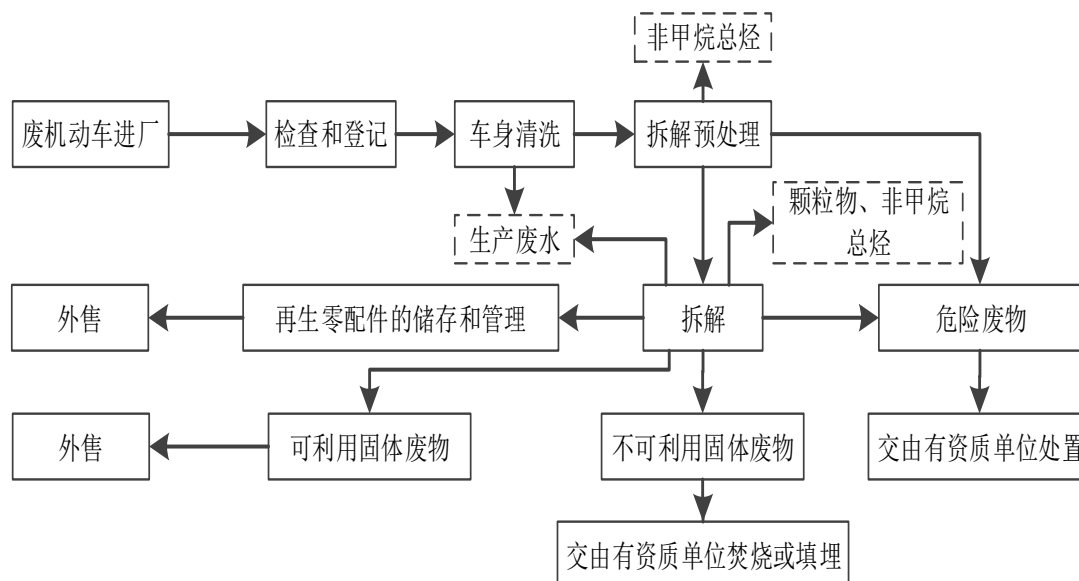 非甲烷总烃
废机动车进厂
检查和登记
车身清洗
拆解预处理
颗粒物、非甲烷
总烃
生产废水
外售
再生零配件的储存和管理
拆解
危险废物
外售
可利用固体废物
不可利用固体废物
交由有资质单位处置
交由有资质单位焚烧或填埋